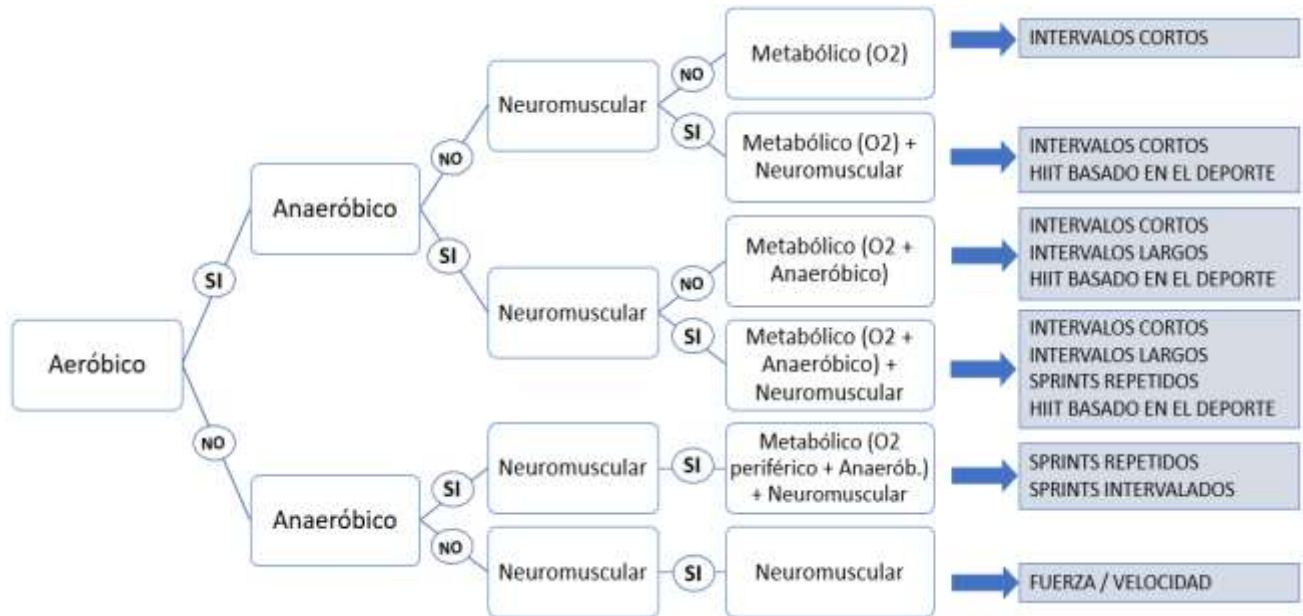 Aeróbico
SI
NO
Anaeróbico
NO
SI
Anaeróbico
SI
NO
Neuromuscular
NO
SI
Neuromuscular
NO
SI
Neuromuscular
SI
Neuromuscular
SI
Metabólico (O2)
INTERVALOS CORTOS
Metabólico (O2) +
Neuromuscular
INTERVALOS CORTOS
HIIT BASADO EN EL DEPORTE
Metabólico (O2 +
Anaeróbico)
INTERVALOS CORTOS
INTERVALOS LARGOS
HIIT BASADO EN EL DEPORTE
Metabólico (O2 +
Anaeróbico) +
Neuromuscular
INTERVALOS CORTOS
INTERVALOS LARGOS
SPRINTS REPETIDOS
HIIT BASADO EN EL DEPORTE
Metabólico (O2
periférico + Anaerób.)
+ Neuromuscular
SPRINTS REPETIDOS
SPRINTS INTERVALADOS
Neuromuscular
FUERZA / VELOCIDAD